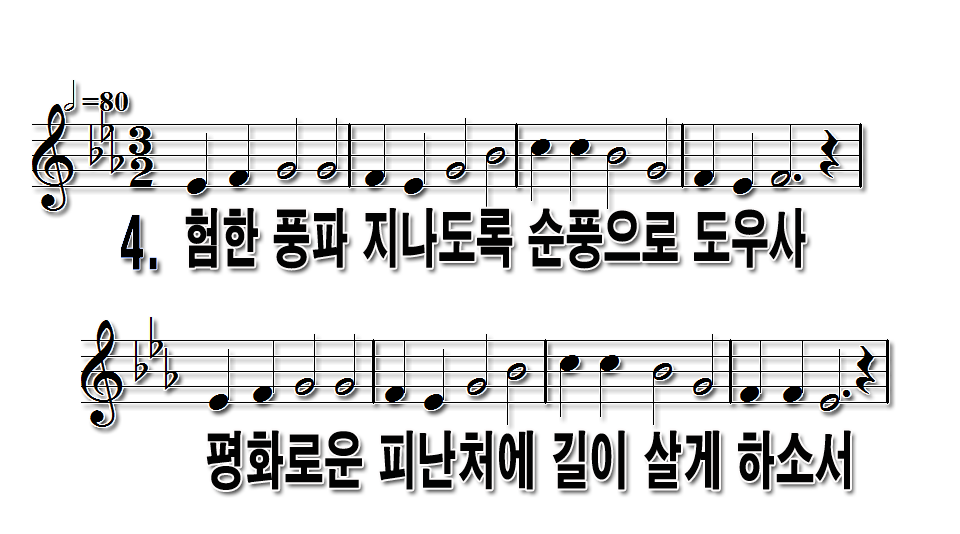 =80
3
2
4. 험한 풍파 지나도록 순풍으로 도우사
평화로운 피난처에 길이 살게 하소서